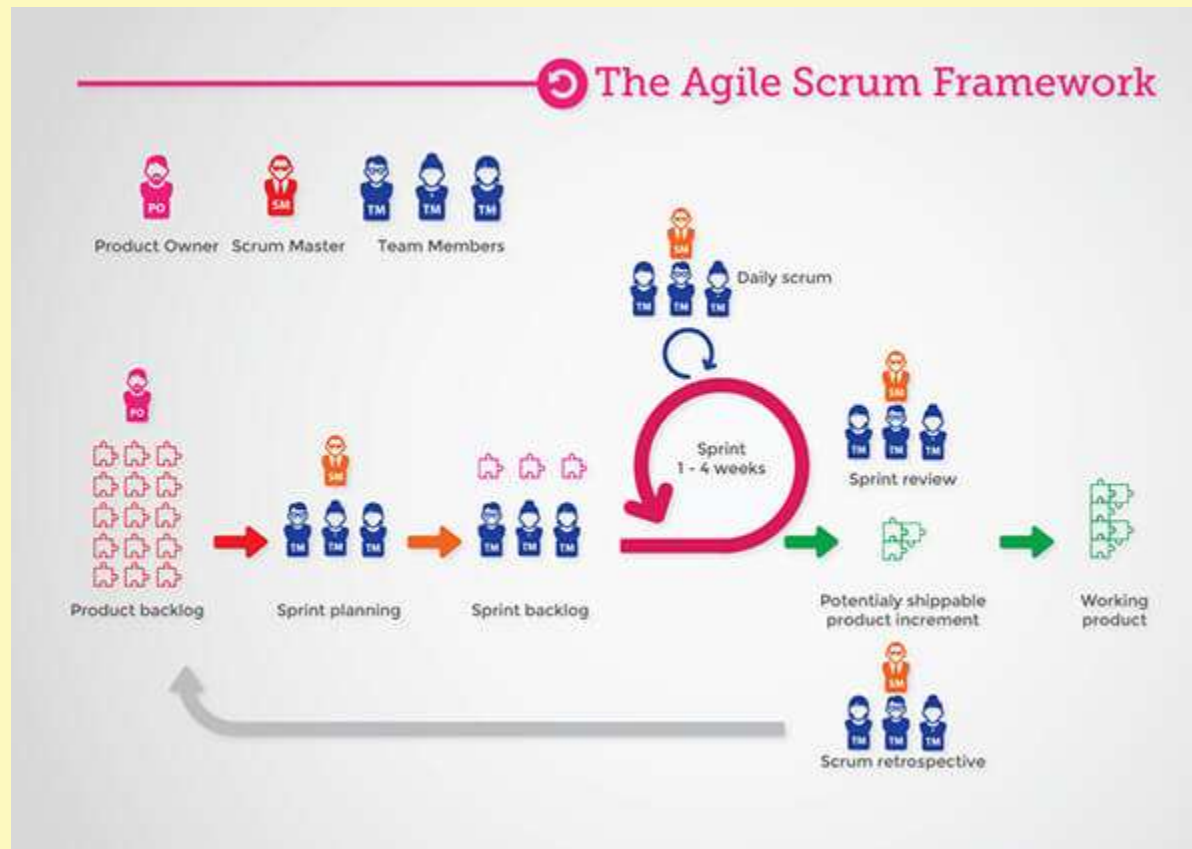 The Agile Scrum Framework
PO
SM
TM TM TM
Product Owner Scrum Master Team Members
SM
TM TM TM
Daily scrum
PO
SM
TM TM TM
TM TM TM
Sprint
1 - 4 weeks
SM
TM TM TM
Sprint review
Product backlog
Sprint planning
Sprint backlog
Potentialy shippable
product increment
Working
product
SM
TM TM TM
Scrum retrospective